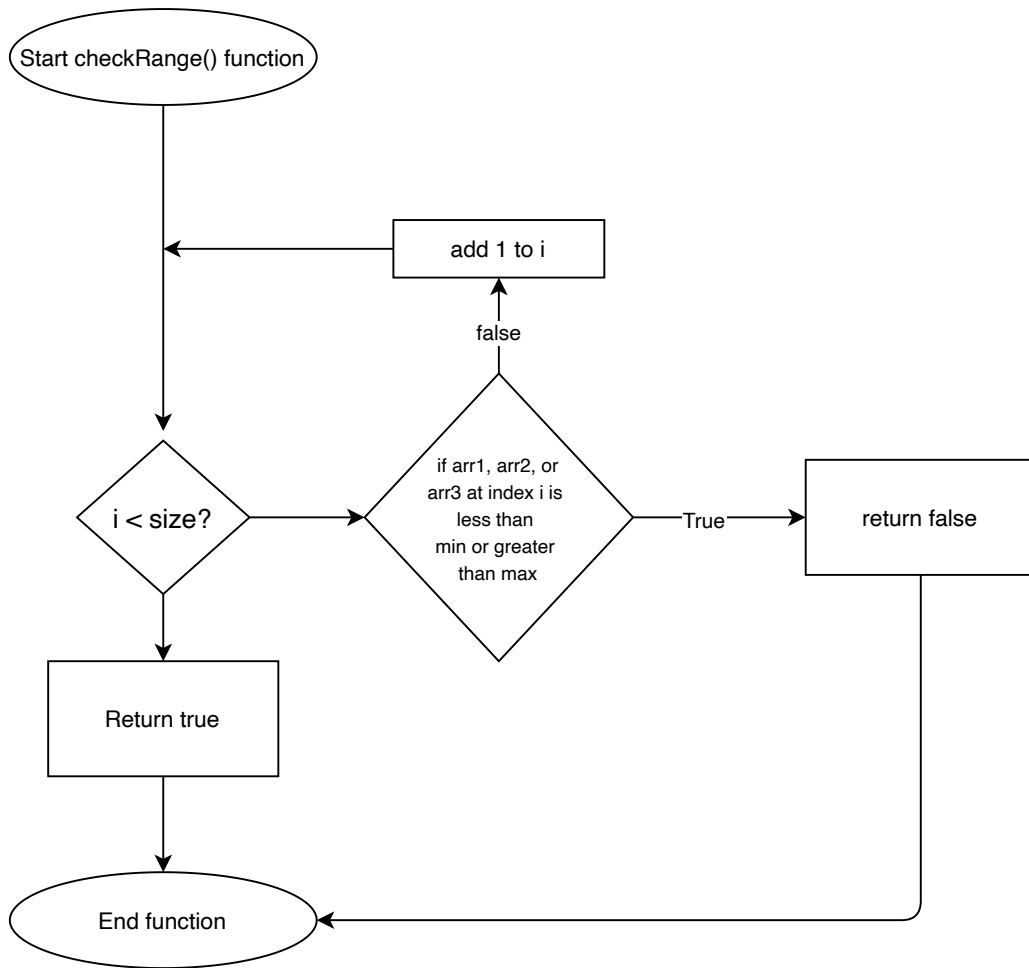 Start checkRange() function
add 1 to i
false
i < size?
if arr1, arr2, or
arr3 at index i is
less than
min or greater
than max
True
return false
Return true
End function